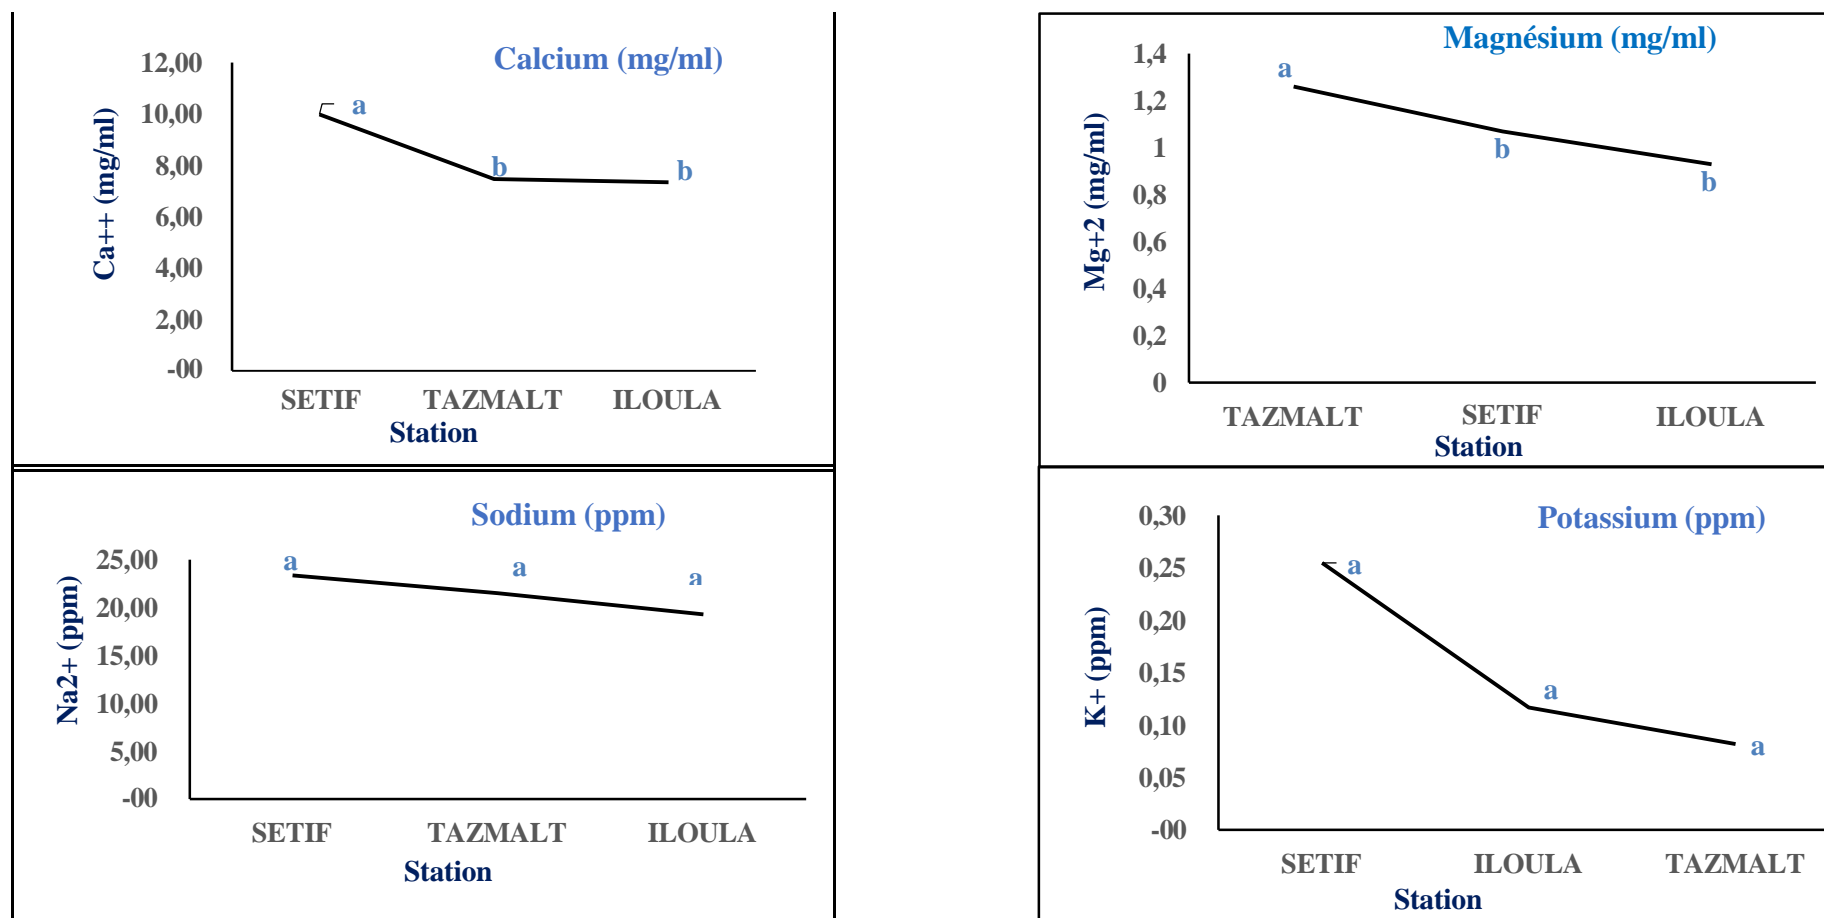 Calcium (mg/ml)
12,00
10,00
8,00
6,00
4,00
2,00
-00
Ca++ (mg/ml)
a
b
b
SETIF TAZMALT ILOULA
Station
Magnésium (mg/ml)
1,4
1,2
1
0,8
0,6
0,4
0,2
0
Mg+2 (mg/ml)
a
b
b
TAZMALT SETIF ILOULA
Station
Sodium (ppm)
25,00
20,00
15,00
10,00
5,00
-00
Na2+ (ppm)
a
a
a
SETIF TAZMALT ILOULA
Station
Potassium (ppm)
0,30
0,25
0,20
0,15
0,10
0,05
-00
K+ (ppm)
a
a
a
SETIF ILOULA TAZMALT
Station